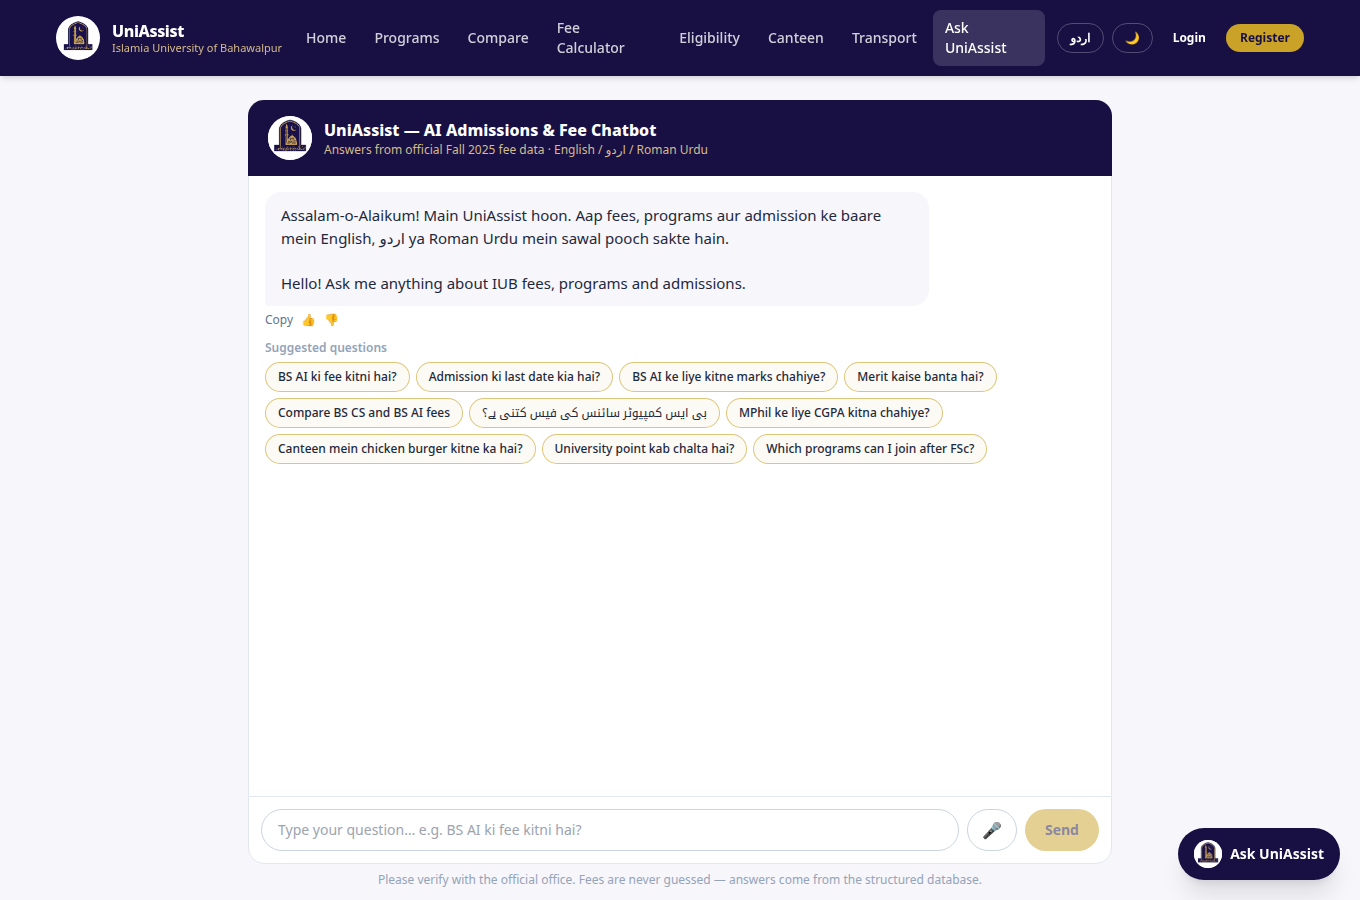 UniAssist
Islamia University of Bahawalpur
Home
Programs
Compare
Fee
Calculator
Eligibility
Canteen
Transport
Ask
UniAssist
اردو
Login
Register
UniAssist — AI Admissions & Fee Chatbot
Answers from official Fall 2025 fee data · English / اردو / Roman Urdu
Assalam-o-Alaikum! Main UniAssist hoon. Aap fees, programs aur admission ke baare
mein English, اردو ya Roman Urdu mein sawal pooch sakte hain.
Hello! Ask me anything about IUB fees, programs and admissions.
Copy
Suggested questions
BS AI ki fee kitni hai?
Admission ki last date kia hai?
BS AI ke liye kitne marks chahiye?
Merit kaise banta hai?
Compare BS CS and BS AI fees
بی ایس کمپیوٹر سائنس کی فیس کتنی ہے؟
MPhil ke liye CGPA kitna chahiye?
Canteen mein chicken burger kitne ka hai?
University point kab chalta hai?
Which programs can I join after FSc?
Type your question... e.g. BS AI ki fee kitni hai?
Send
Ask UniAssist
Please verify with the official office. Fees are never guessed — answers come from the structured database.